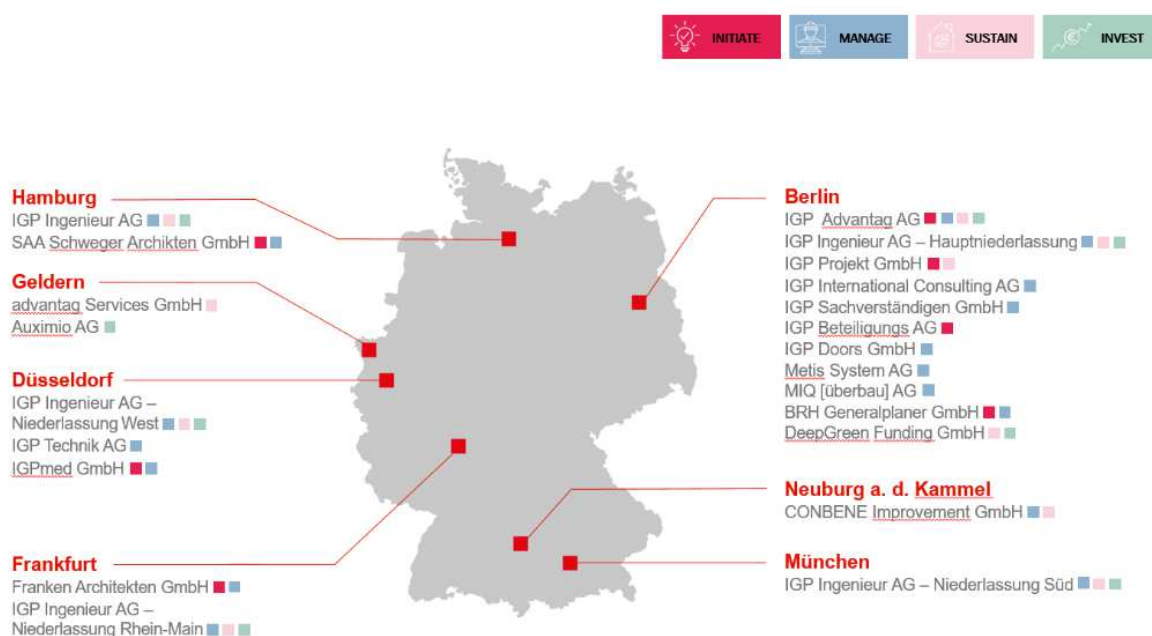 INITIATE
MANAGE
SUSTAIN
INVEST
Hamburg
IGP Ingenieur AG
SAA Schweger Archikten GmbH
Geldern
advantag Services GmbH
Auximio AG
Düsseldorf
IGP Ingenieur AG –
Niederlassung West
IGP Technik AG
IGPmed GmbH
Frankfurt
Franken Architekten GmbH
IGP Ingenieur AG –
Niederlassung Rhein-Main
Berlin
IGP Advantag AG
IGP Ingenieur AG – Hauptniederlassung
IGP Projekt GmbH
IGP International Consulting AG
IGP Sachverständigen GmbH
IGP Beteiligungs AG
IGP Doors GmbH
Metis System AG
MIQ [überbau] AG
BRH Generalplaner GmbH
DeepGreen Funding GmbH
Neuburg a. d. Kammel
CONBENE Improvement GmbH
München
IGP Ingenieur AG – Niederlassung Süd